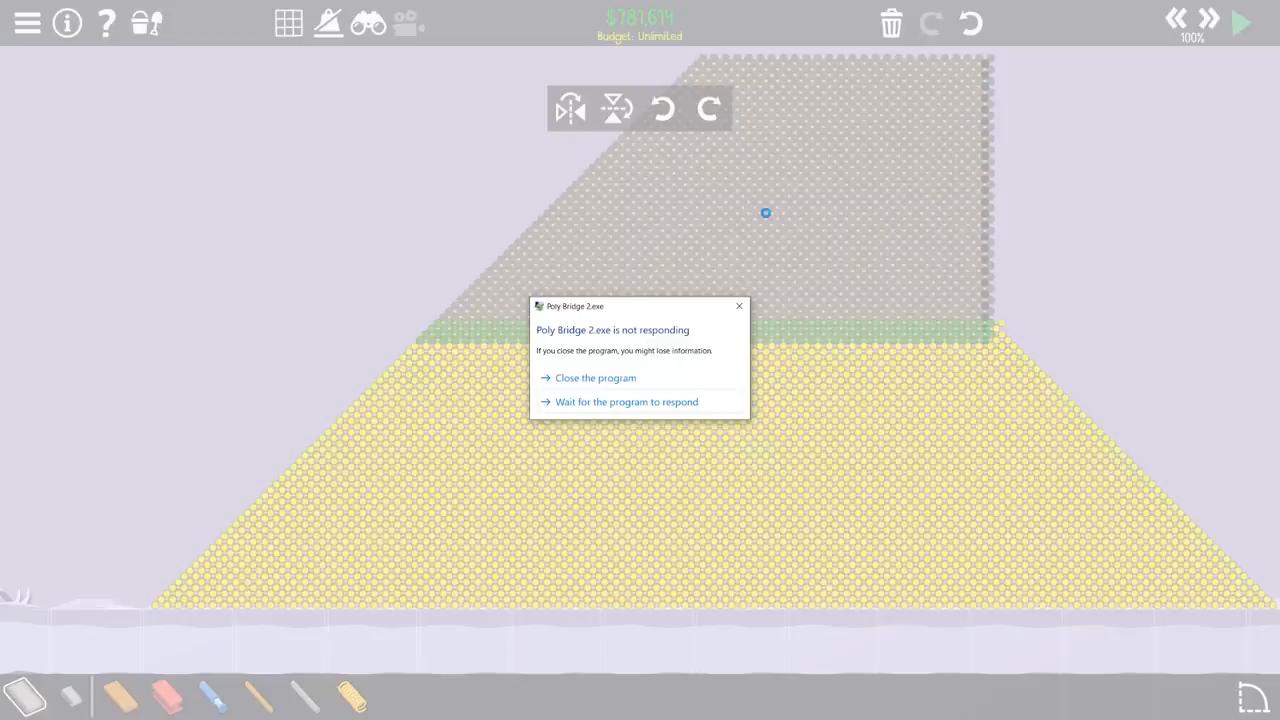 $781,614
Budget: Unlimited
100%
Poly Bridge 2.exe
Poly Bridge 2.exe is not responding
If you close the program, you might lose information.
Close the program
Wait for the program to respond